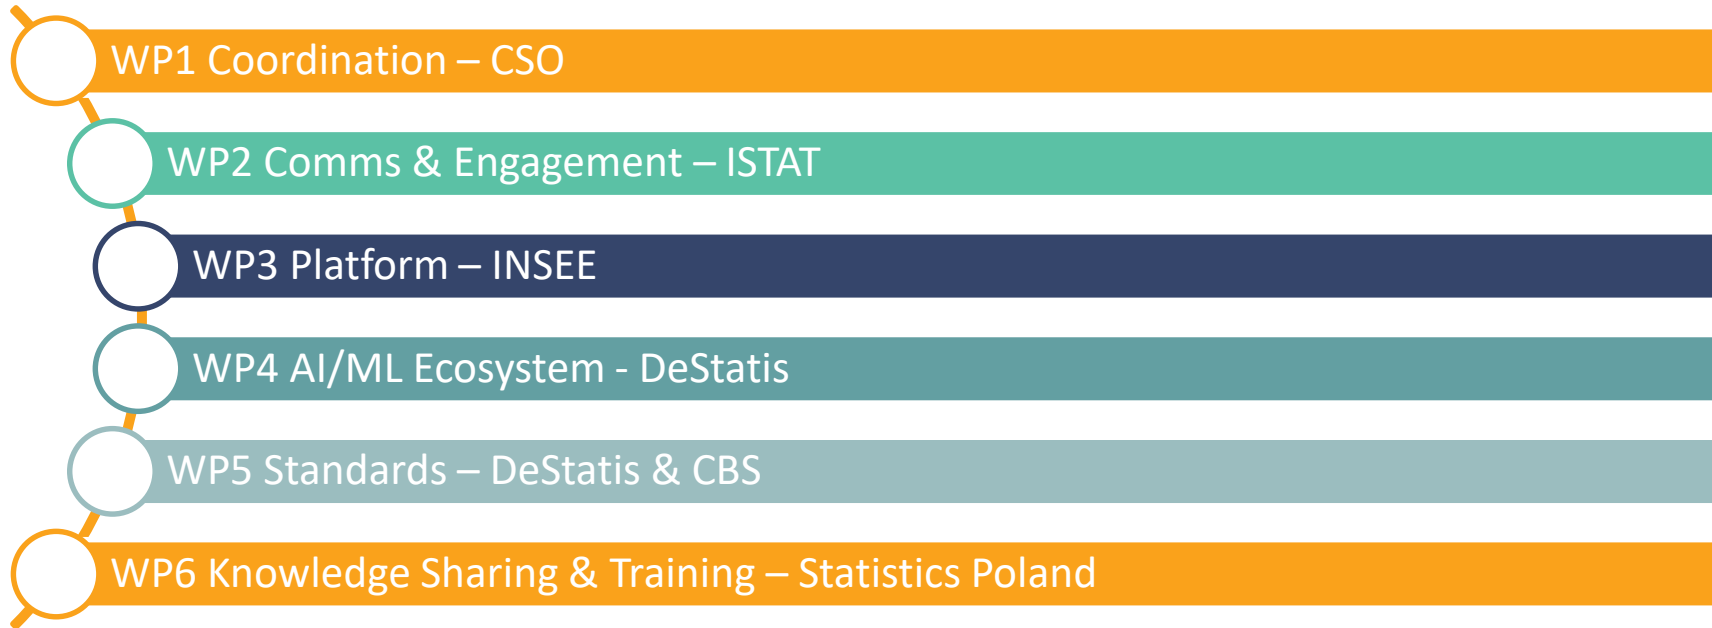 WP1 Coordination – CSO
WP2 Comms & Engagement – ISTAT
WP3 Platform – INSEE
WP4 AI/ML Ecosystem - DeStatis
WP5 Standards – DeStatis & CBS
WP6 Knowledge Sharing & Training – Statistics Poland